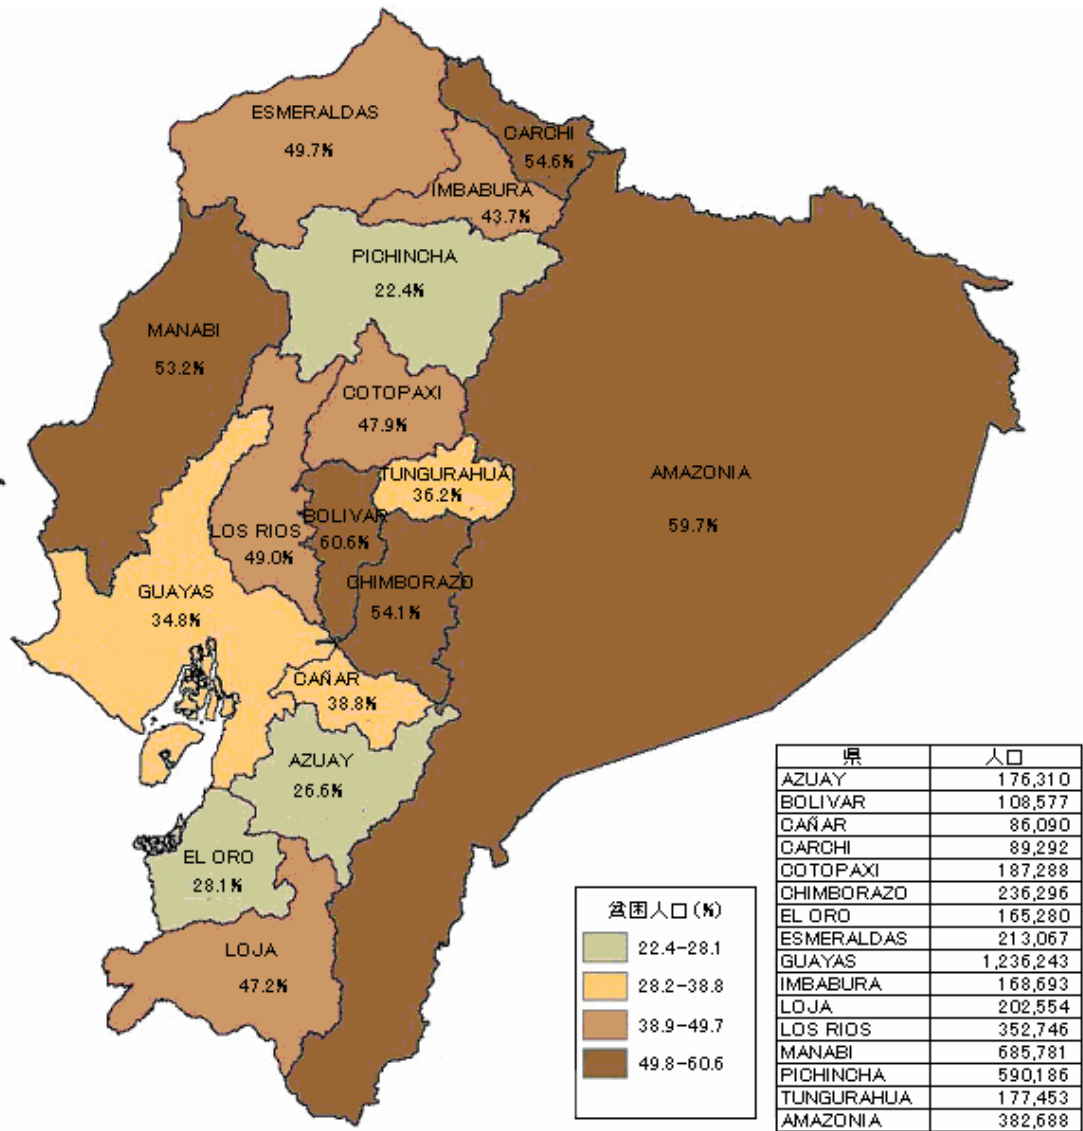 ESMERALDAS
49.7%
CARCHI
54.6%
IMBABURA
43.7%
PICHINCHA
22.4%
MANABI
53.2%
COTOPAXI
47.9%
TUNGURAHUA
36.2%
AMAZONIA
59.7%
LOS RIOS
49.0%
BOLIVAR
60.6%
CHIMBORAZO
54.1%
GUAYAS
34.8%
CAÑAR
38.8%
AZUAY
26.6%
EL ORO
28.1%
LOJA
47.2%
貧困人口(%)
22.4-28.1
28.2-38.8
38.9-49.7
49.8-60.6
県 人口
AZUAY 176,310
BOLIVAR 108,577
CAÑAR 86,090
CARCHI 89,292
COTOPAXI 187,288
CHIMBORAZO 236,296
EL ORO 165,280
ESMERALDAS 213,067
GUAYAS 1,236,243
IMBABURA 168,693
LOJA 202,554
LOS RIOS 352,746
MANABI 685,781
PICHINCHA 590,186
TUNGURAHUA 177,453
AMAZONIA 382,688